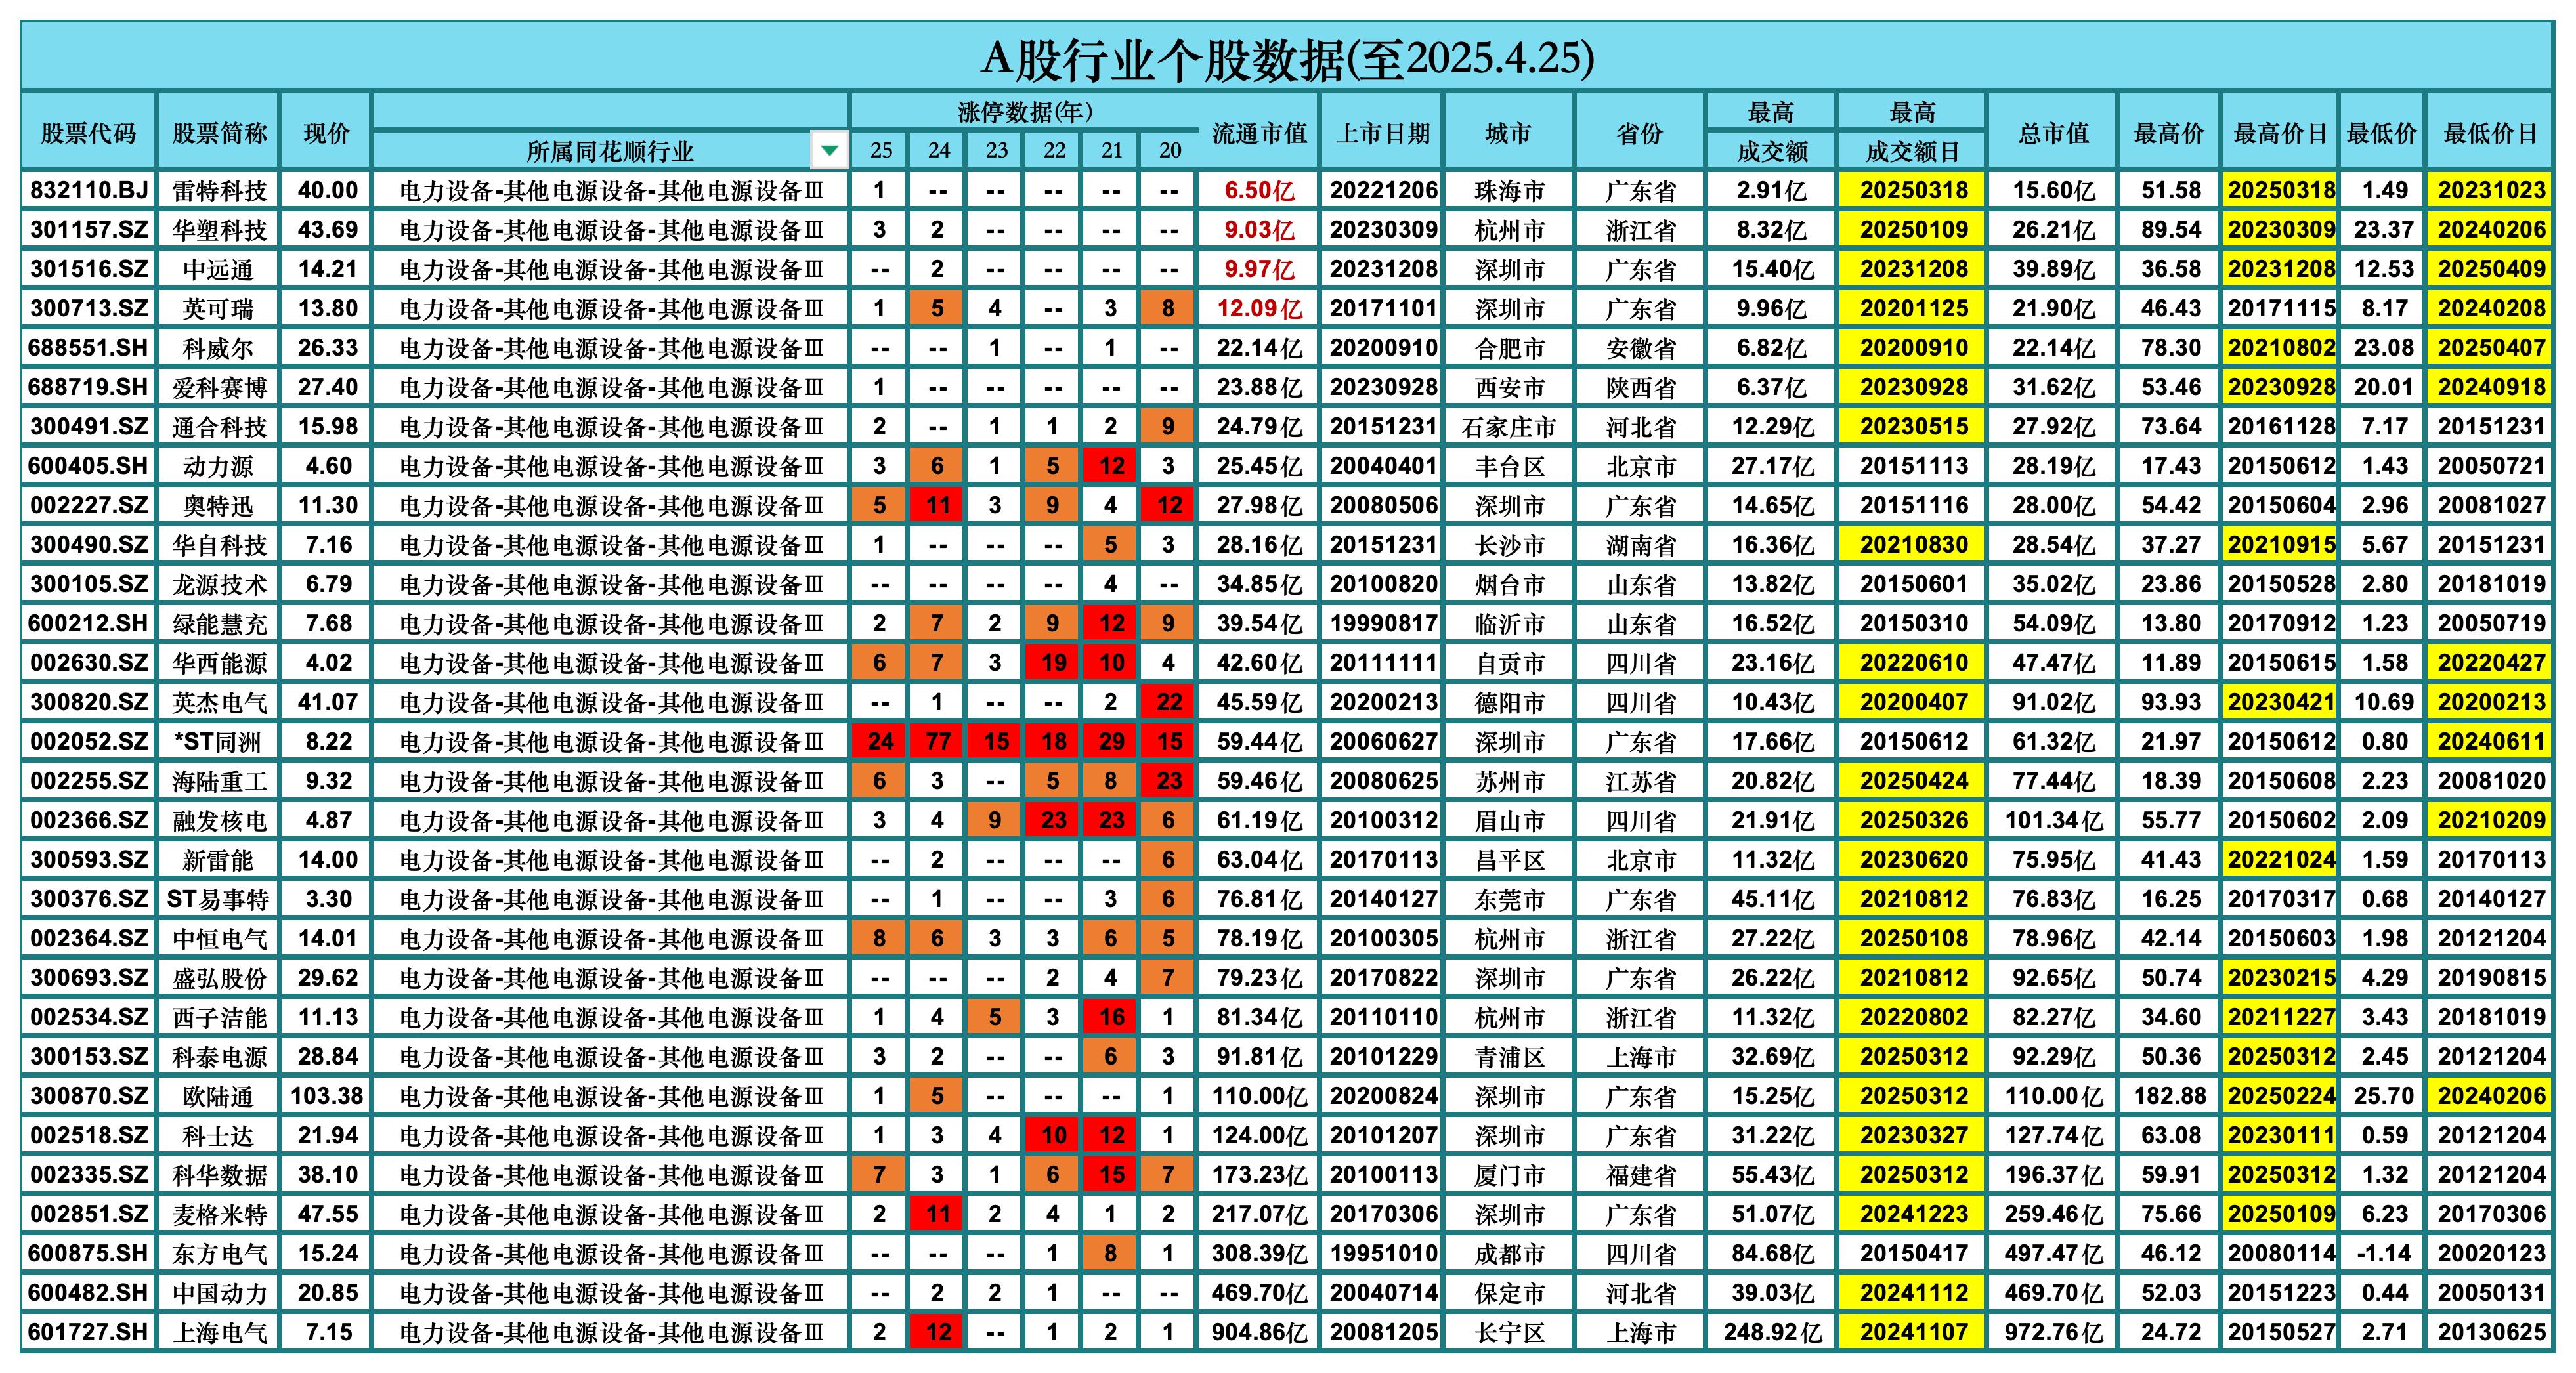 A股行业个股数据(至2025.4.25)
股票代码 股票简称 现价 所属同花顺行业 涨停数据(年) 25 24 23 22 21 20 流通市值 上市日期 城市 省份 最高成交额 最高成交额日 总市值 最高价 最高价日 最低价 最低价日
832110.BJ 雷特科技 40.00 电力设备-其他电源设备-其他电源设备Ⅲ 1 -- -- -- -- -- 6.50亿 20221206 珠海市 广东省 2.91亿 20250318 15.60亿 51.58 20250318 1.49 20231023
301157.SZ 华塑科技 43.69 电力设备-其他电源设备-其他电源设备Ⅲ 3 2 -- -- -- -- 9.03亿 20230309 杭州市 浙江省 8.32亿 20250109 26.21亿 89.54 20230309 23.37 20240206
301516.SZ 中远通 14.21 电力设备-其他电源设备-其他电源设备Ⅲ -- 2 -- -- -- -- 9.97亿 20231208 深圳市 广东省 15.40亿 20231208 39.89亿 36.58 20231208 12.53 20250409
300713.SZ 英可瑞 13.80 电力设备-其他电源设备-其他电源设备Ⅲ 1 5 4 -- 3 8 12.09亿 20171101 深圳市 广东省 9.96亿 20201125 21.90亿 46.43 20171115 8.17 20240208
688551.SH 科威尔 26.33 电力设备-其他电源设备-其他电源设备Ⅲ -- -- 1 -- 1 -- 22.14亿 20200910 合肥市 安徽省 6.82亿 20200910 22.14亿 78.30 20210802 23.08 20250407
688719.SH 爱科赛博 27.40 电力设备-其他电源设备-其他电源设备Ⅲ 1 -- -- -- -- -- 23.88亿 20230928 西安市 陕西省 6.37亿 20230928 31.62亿 53.46 20230928 20.01 20240918
300491.SZ 通合科技 15.98 电力设备-其他电源设备-其他电源设备Ⅲ 2 -- 1 1 2 9 24.79亿 20151231 石家庄市 河北省 12.29亿 20230515 27.92亿 73.64 20161128 7.17 20151231
600405.SH 动力源 4.60 电力设备-其他电源设备-其他电源设备Ⅲ 3 6 1 5 12 3 25.45亿 20040401 丰台区 北京市 27.17亿 20151113 28.19亿 17.43 20150612 1.43 20050721
002227.SZ 奥特迅 11.30 电力设备-其他电源设备-其他电源设备Ⅲ 5 11 3 9 4 12 27.98亿 20080506 深圳市 广东省 14.65亿 20151116 28.00亿 54.42 20150604 2.96 20081027
300490.SZ 华自科技 7.16 电力设备-其他电源设备-其他电源设备Ⅲ 1 -- -- -- 5 3 28.16亿 20151231 长沙市 湖南省 16.36亿 20210830 28.54亿 37.27 20210915 5.67 20151231
300105.SZ 龙源技术 6.79 电力设备-其他电源设备-其他电源设备Ⅲ -- -- -- -- 4 -- 34.85亿 20100820 烟台市 山东省 13.82亿 20150601 35.02亿 23.86 20150528 2.80 20181019
600212.SH 绿能慧充 7.68 电力设备-其他电源设备-其他电源设备Ⅲ 2 7 2 9 12 9 39.54亿 19990817 临沂市 山东省 16.52亿 20150310 54.09亿 13.80 20170912 1.23 20050719
002630.SZ 华西能源 4.02 电力设备-其他电源设备-其他电源设备Ⅲ 6 7 3 19 10 4 42.60亿 20111111 自贡市 四川省 23.16亿 20220610 47.47亿 11.89 20150615 1.58 20220427
300820.SZ 英杰电气 41.07 电力设备-其他电源设备-其他电源设备Ⅲ -- 1 -- -- 2 22 45.59亿 20200213 德阳市 四川省 10.43亿 20200407 91.02亿 93.93 20230421 10.69 20200213
002052.SZ *ST同洲 8.22 电力设备-其他电源设备-其他电源设备Ⅲ 24 77 15 18 29 15 59.44亿 20060627 深圳市 广东省 17.66亿 20150612 61.32亿 21.97 20150612 0.80 20240611
002255.SZ 海陆重工 9.32 电力设备-其他电源设备-其他电源设备Ⅲ 6 3 -- 5 8 23 59.46亿 20080625 苏州市 江苏省 20.82亿 20250424 77.44亿 18.39 20150608 2.23 20081020
002366.SZ 融发核电 4.87 电力设备-其他电源设备-其他电源设备Ⅲ 3 4 9 23 23 6 61.19亿 20100312 眉山市 四川省 21.91亿 20250326 101.34亿 55.77 20150602 2.09 20210209
300593.SZ 新雷能 14.00 电力设备-其他电源设备-其他电源设备Ⅲ -- 2 -- -- -- 6 63.04亿 20170113 昌平区 北京市 11.32亿 20230620 75.95亿 41.43 20221024 1.59 20170113
300376.SZ ST易事特 3.30 电力设备-其他电源设备-其他电源设备Ⅲ -- 1 -- -- 3 6 76.81亿 20140127 东莞市 广东省 45.11亿 20210812 76.83亿 16.25 20170317 0.68 20140127
002364.SZ 中恒电气 14.01 电力设备-其他电源设备-其他电源设备Ⅲ 8 6 3 3 6 5 78.19亿 20100305 杭州市 浙江省 27.22亿 20250108 78.96亿 42.14 20150603 1.98 20121204
300693.SZ 盛弘股份 29.62 电力设备-其他电源设备-其他电源设备Ⅲ -- -- -- 2 4 7 79.23亿 20170822 深圳市 广东省 26.22亿 20210812 92.65亿 50.74 20230215 4.29 20190815
002534.SZ 西子洁能 11.13 电力设备-其他电源设备-其他电源设备Ⅲ 1 4 5 3 16 1 81.34亿 20110110 杭州市 浙江省 11.32亿 20220802 82.27亿 34.60 20211227 3.43 20181019
300153.SZ 科泰电源 28.84 电力设备-其他电源设备-其他电源设备Ⅲ 3 2 -- -- 6 3 91.81亿 20101229 青浦区 上海市 32.69亿 20250312 92.29亿 50.36 20250312 2.45 20121204
300870.SZ 欧陆通 103.38 电力设备-其他电源设备-其他电源设备Ⅲ 1 5 -- -- -- 1 110.00亿 20200824 深圳市 广东省 15.25亿 20250312 110.00亿 182.88 20250224 25.70 20240206
002518.SZ 科士达 21.94 电力设备-其他电源设备-其他电源设备Ⅲ 1 3 4 10 12 1 124.00亿 20101207 深圳市 广东省 31.22亿 20230327 127.74亿 63.08 20230111 0.59 20121204
002335.SZ 科华数据 38.10 电力设备-其他电源设备-其他电源设备Ⅲ 7 3 1 6 15 7 173.23亿 20100113 厦门市 福建省 55.43亿 20250312 196.37亿 59.91 20250312 1.32 20121204
002851.SZ 麦格米特 47.55 电力设备-其他电源设备-其他电源设备Ⅲ 2 11 2 4 1 2 217.07亿 20170306 深圳市 广东省 51.07亿 20241223 259.46亿 75.66 20250109 6.23 20170306
600875.SH 东方电气 15.24 电力设备-其他电源设备-其他电源设备Ⅲ -- -- -- 1 8 1 308.39亿 19951010 成都市 四川省 84.68亿 20150417 497.47亿 46.12 20080114 -1.14 20020123
600482.SH 中国动力 20.85 电力设备-其他电源设备-其他电源设备Ⅲ -- 2 2 1 -- -- 469.70亿 20040714 保定市 河北省 39.03亿 20241112 469.70亿 52.03 20151223 0.44 20050131
601727.SH 上海电气 7.15 电力设备-其他电源设备-其他电源设备Ⅲ 2 12 -- 1 2 1 904.86亿 20081205 长宁区 上海市 248.92亿 20241107 972.76亿 24.72 20150527 2.71 20130625